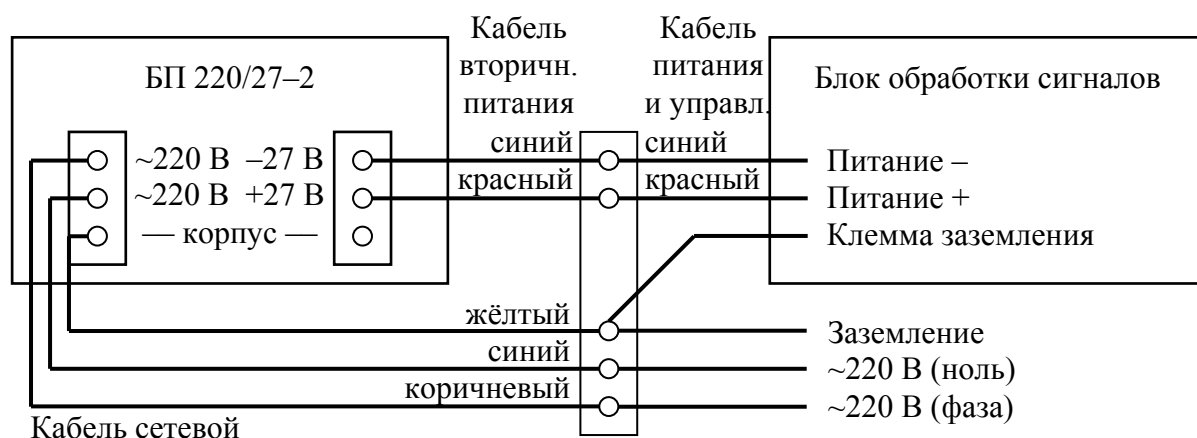 Кабель
вторичн.
питания
Кабель
питания
и управл.
БП 220/27–2
Блок обработки сигналов
~220 В –27 В
~220 В +27 В
— корпус —
синий
красный
синий
красный
Питание –
Питание +
Клемма заземления
жёлтый
синий
коричневый
Заземление
~220 В (ноль)
~220 В (фаза)
Кабель сетевой